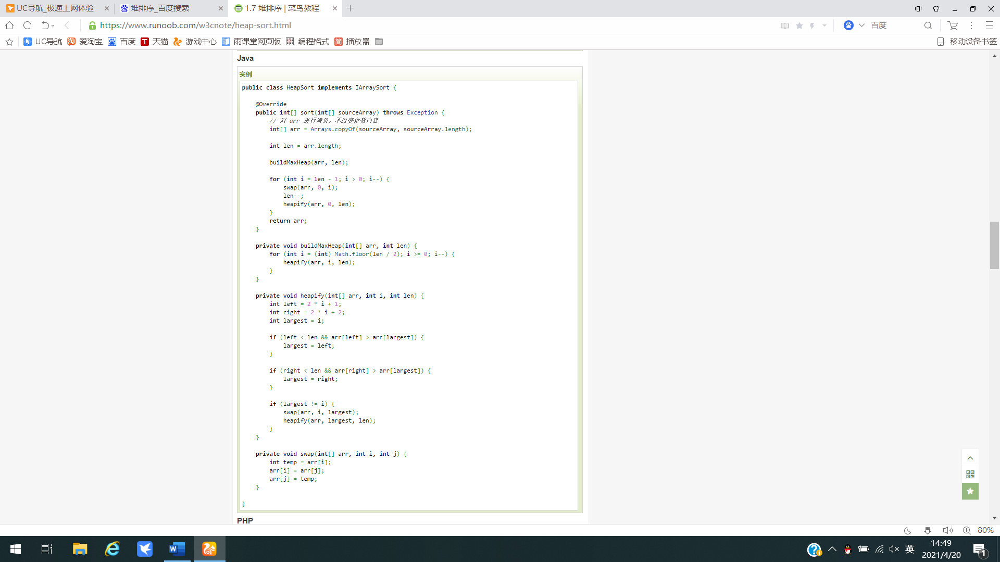 UC导航_极速上网体验
堆排序_百度搜索
1.7 堆排序 | 菜鸟教程
https://www.runoob.com/w3cnote/heap-sort.html
百度
UC导航
爱淘宝
百度
天猫
游戏中心
雨课堂网页版
编程格式
播放器
移动设备书签
Java
实例
public class HeapSort implements IArraySort {
@Override
public int[] sort(int[] sourceArray) throws Exception {
// 对 arr 进行拷贝，不改变参数内容
int[] arr = Arrays.copyOf(sourceArray, sourceArray.length);
int len = arr.length;
buildMaxHeap(arr, len);
for (int i = len - 1; i > 0; i--) {
swap(arr, 0, i);
len--;
heapify(arr, 0, len);
}
return arr;
}
private void buildMaxHeap(int[] arr, int len) {
for (int i = (int) Math.floor(len / 2); i >= 0; i--) {
heapify(arr, i, len);
}
}
private void heapify(int[] arr, int i, int len) {
int left = 2 * i + 1;
int right = 2 * i + 2;
int largest = i;
if (left < len && arr[left] > arr[largest]) {
largest = left;
}
if (right < len && arr[right] > arr[largest]) {
largest = right;
}
if (largest != i) {
swap(arr, i, largest);
heapify(arr, largest, len);
}
}
private void swap(int[] arr, int i, int j) {
int temp = arr[i];
arr[i] = arr[j];
arr[j] = temp;
}
}
PHP
80%
英
14:49
2021/4/20
1